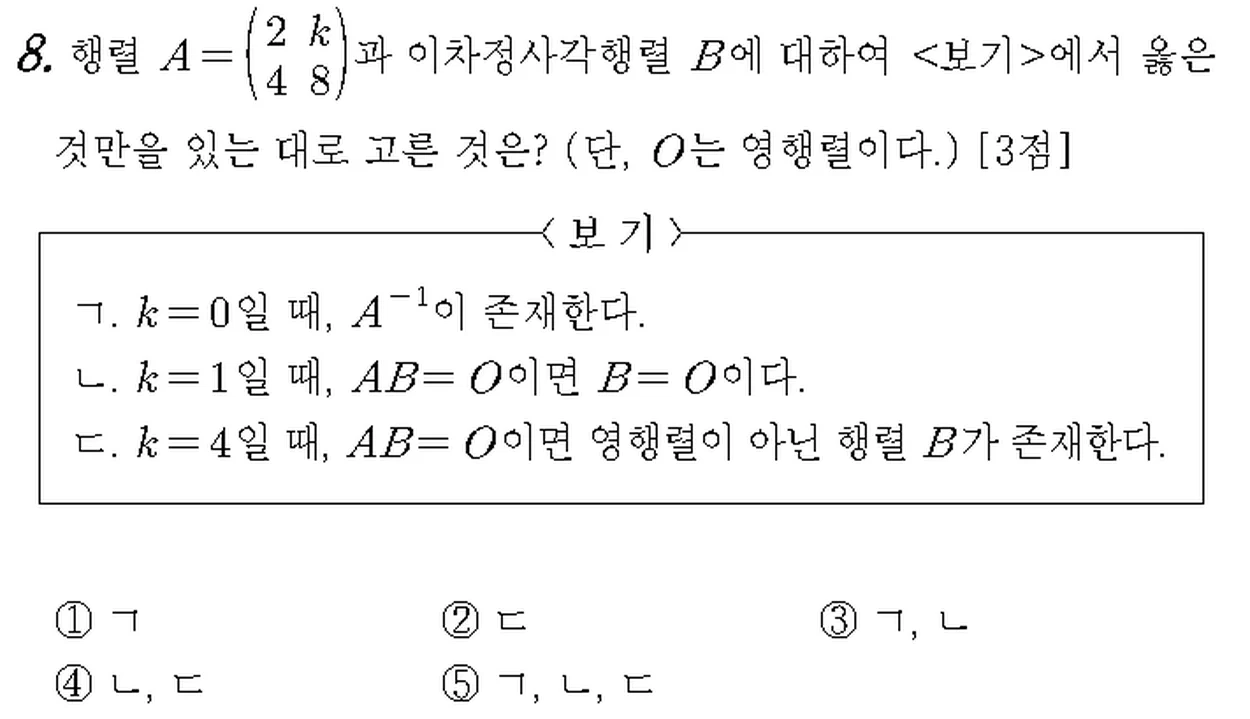 8. 행렬 A=(2 k
4 8)과 이차정사각행렬 B에 대하여 <보기>에서 옳은
것만을 있는 대로 고른 것은? (단, O는 영행렬이다.) [3점]
〈 보 기 〉
ㄱ. k=0일 때, A⁻¹이 존재한다.
ㄴ. k=1일 때, AB=O이면 B=O이다.
ㄷ. k=4일 때, AB=O이면 영행렬이 아닌 행렬 B가 존재한다.
① ㄱ ② ㄷ ③ ㄱ, ㄴ
④ ㄴ, ㄷ ⑤ ㄱ, ㄴ, ㄷ